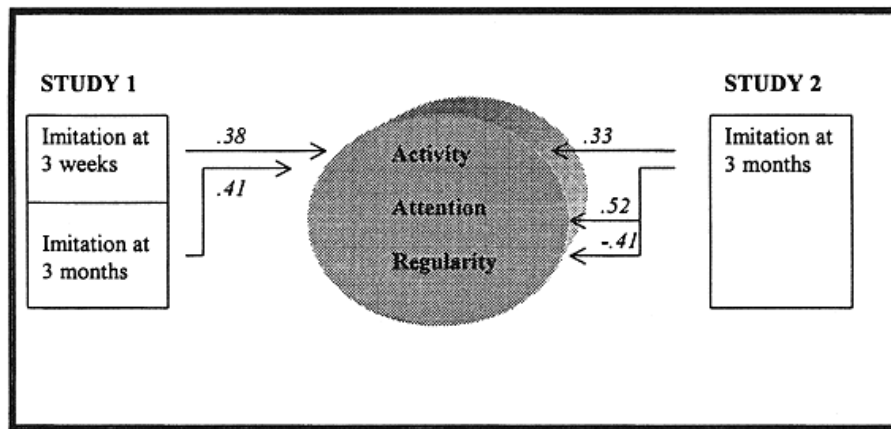 STUDY 1
STUDY 2
Imitation at
3 weeks
.38
.41
Imitation at
3 months
Activity
Attention
Regularity
.33
.52
-.41
Imitation at
3 months